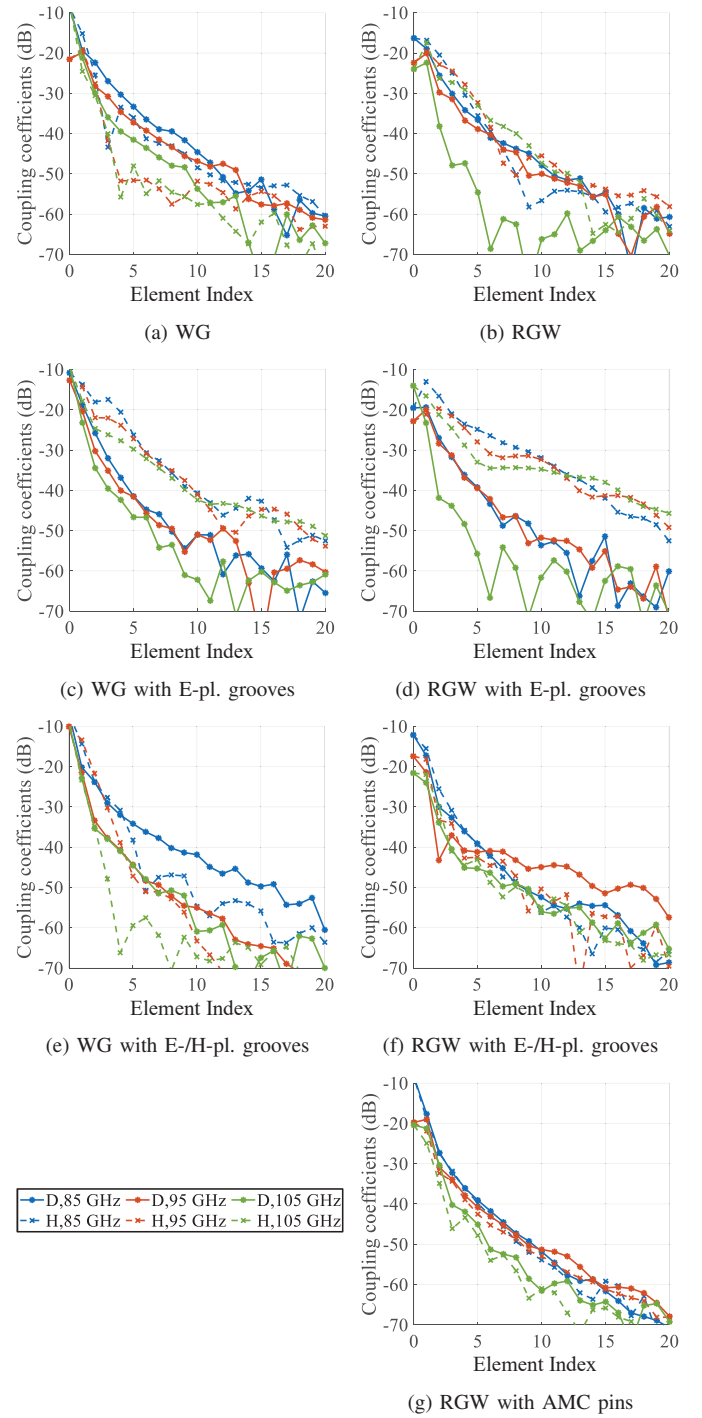 -10
-20
-30
-40
-50
-60
-70
0 5 10 15 20
Coupling coefficients (dB)
Element Index
(a) WG
-10
-20
-30
-40
-50
-60
-70
0 5 10 15 20
Coupling coefficients (dB)
Element Index
(b) RGW
-10
-20
-30
-40
-50
-60
-70
0 5 10 15 20
Coupling coefficients (dB)
Element Index
(c) WG with E-pl. grooves
-10
-20
-30
-40
-50
-60
-70
0 5 10 15 20
Coupling coefficients (dB)
Element Index
(d) RGW with E-pl. grooves
-10
-20
-30
-40
-50
-60
-70
0 5 10 15 20
Coupling coefficients (dB)
Element Index
(e) WG with E-/H-pl. grooves
-10
-20
-30
-40
-50
-60
-70
0 5 10 15 20
Coupling coefficients (dB)
Element Index
(f) RGW with E-/H-pl. grooves
D,85 GHz D,95 GHz D,105 GHz
H,85 GHz H,95 GHz H,105 GHz
-10
-20
-30
-40
-50
-60
-70
0 5 10 15 20
Coupling coefficients (dB)
Element Index
(g) RGW with AMC pins